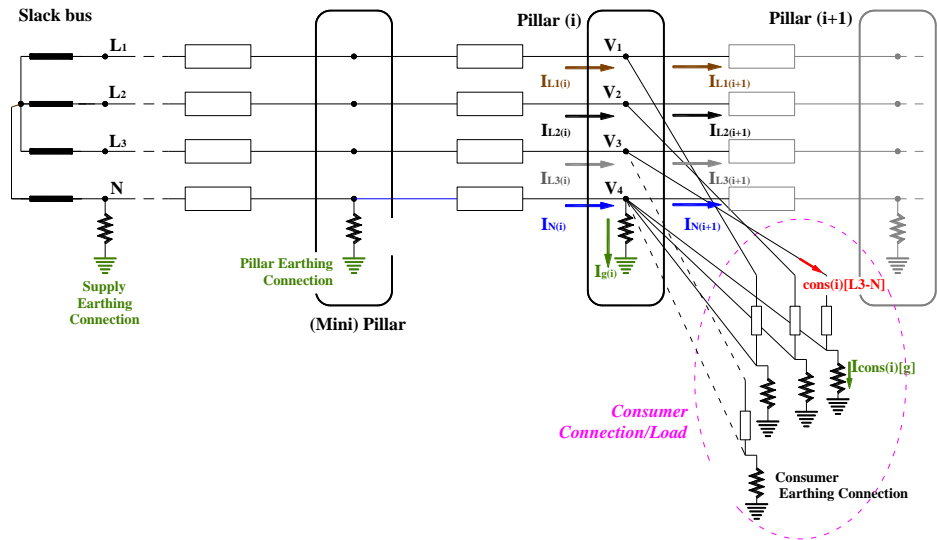 Slack bus
Pillar (i)
Pillar (i+1)
L1
V1
IL1(i)
IL1(i+1)
L2
V2
IL2(i)
IL2(i+1)
L3
V3
IL3(i)
IL3(i+1)
N
V4
IN(i)
IN(i+1)
Ig(i)
Supply
Earthing
Connection
Pillar Earthing
Connection
(Mini) Pillar
cons(i)[L3-N]
Icons(i)[g]
Consumer
Connection/Load
Consumer
Earthing Connection